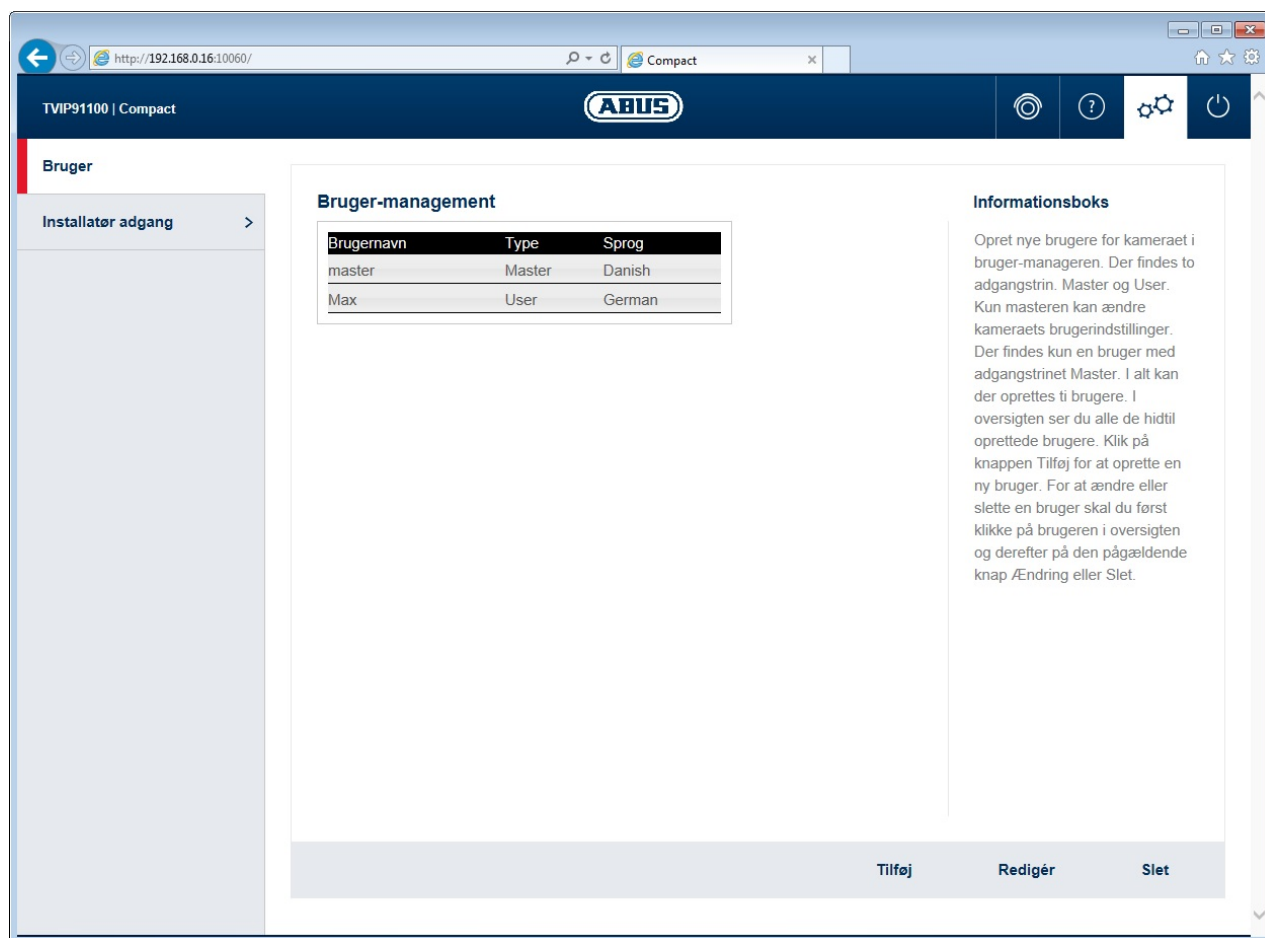 http://192.168.0.16:10060/
Compact
TVIP91100 | Compact
ABUS
?
Bruger
Installatør adgang >
Bruger-management
Brugernavn Type Sprog
master Master Danish
Max User German
Informationsboks
Opret nye brugere for kameraet i
bruger-manageren. Der findes to
adgangstrin. Master og User.
Kun masteren kan ændre
kameraets brugerindstillinger.
Der findes kun en bruger med
adgangstrinet Master. I alt kan
der oprettes ti brugere. I
oversigten ser du alle de hidtil
oprettede brugere. Klik på
knappen Tilføj for at oprette en
ny bruger. For at ændre eller
slette en bruger skal du først
klikke på brugeren i oversigten
og derefter på den pågældende
knap Ændring eller Slet.
Tilføj Redigér Slet